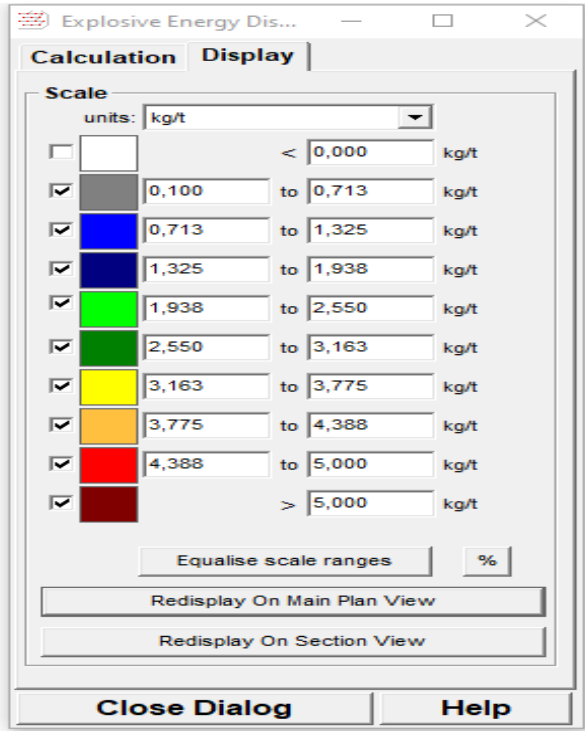 Explosive Energy Dis...
Calculation Display
Scale
units: kg/t
< 0,000 kg/t
0,100 to 0,713 kg/t
0,713 to 1,325 kg/t
1,325 to 1,938 kg/t
1,938 to 2,550 kg/t
2,550 to 3,163 kg/t
3,163 to 3,775 kg/t
3,775 to 4,388 kg/t
4,388 to 5,000 kg/t
> 5,000 kg/t
Equalise scale ranges %
Redisplay On Main Plan View
Redisplay On Section View
Close Dialog Help